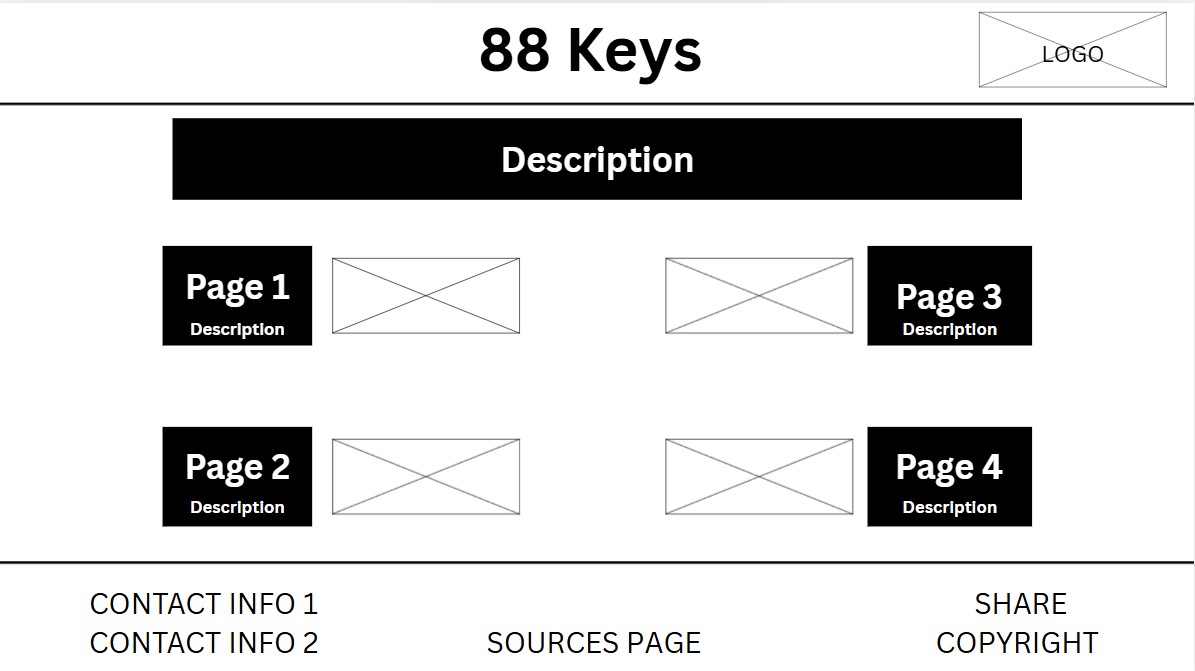 88 Keys
LOGO
Description
Page 1
Description
Page 3
Description
Page 2
Description
Page 4
Description
CONTACT INFO 1
CONTACT INFO 2
SOURCES PAGE
SHARE
COPYRIGHT